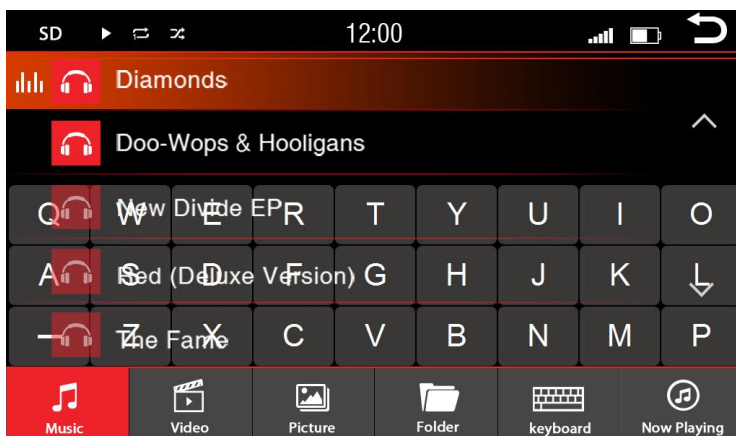 SD 12:00
Diamonds
Doo-Wops & Hooligans
New Divide EP
Q W E R T Y U I O
Red (Deluxe Version)
A S D F G H J K L
The Fame
– Z X C V B N M P
Music Video Picture Folder keyboard Now Playing